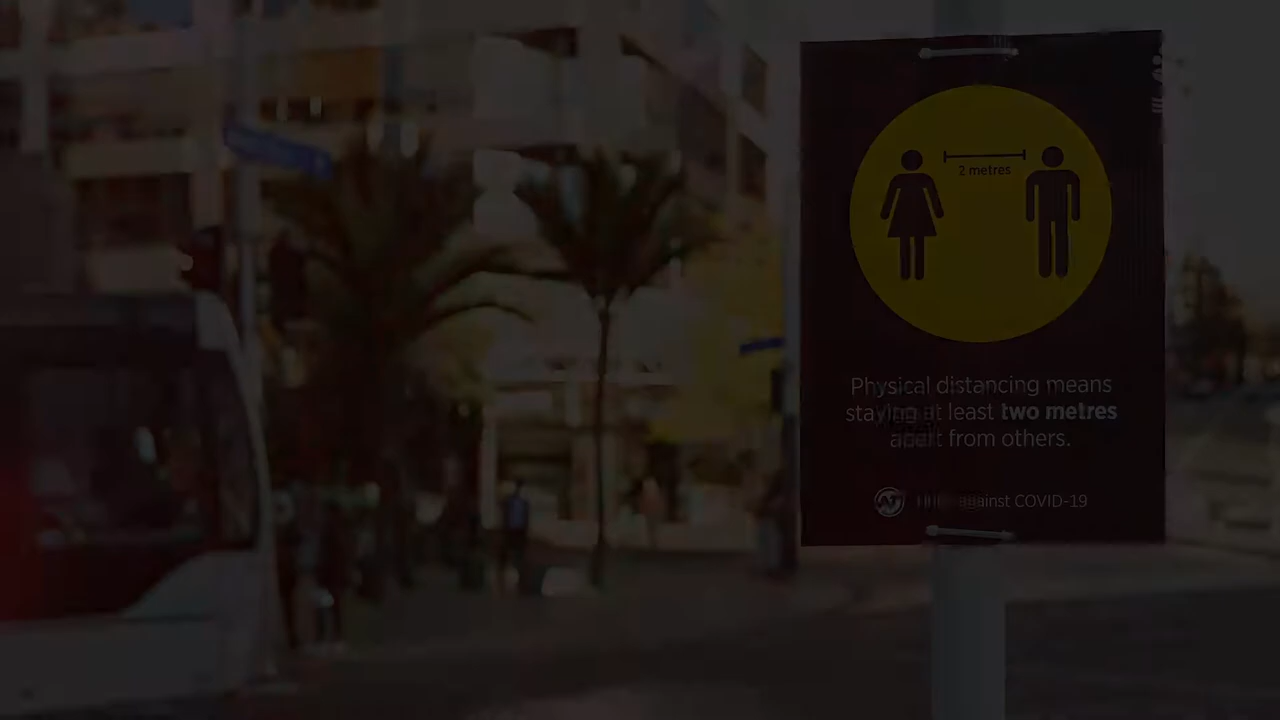 2 metres
Physical distancing means
staying at least two metres
apart from others.
against COVID-19